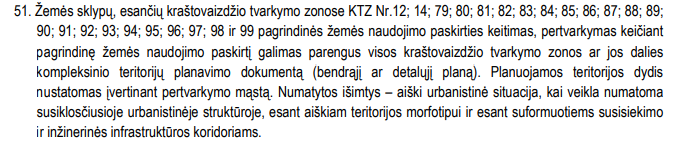 51. Žemės sklypų, esančių kraštovaizdžio tvarkymo zonose KTZ Nr.12; 14; 79; 80; 81; 82; 83; 84; 85; 86; 87; 88; 89;
90; 91; 92; 93; 94; 95; 96; 97; 98 ir 99 pagrindinės žemės naudojimo paskirties keitimas, pertvarkymas keičiant
pagrindinę žemės naudojimo paskirtį galimas parengus visos kraštovaizdžio tvarkymo zonos ar jos dalies
kompleksinio teritorijų planavimo dokumentą (bendrąjį ar detalųjį planą). Planuojamos teritorijos dydis
nustatomas įvertinant pertvarkymo mąstą. Numatytos išimtys – aiški urbanistinė situacija, kai veikla numatoma
susiklosčiusioje urbanistinėje struktūroje, esant aiškiam teritorijos morfotipui ir esant suformuotiems susisiekimo
ir inžinerinės infrastruktūros koridoriams.